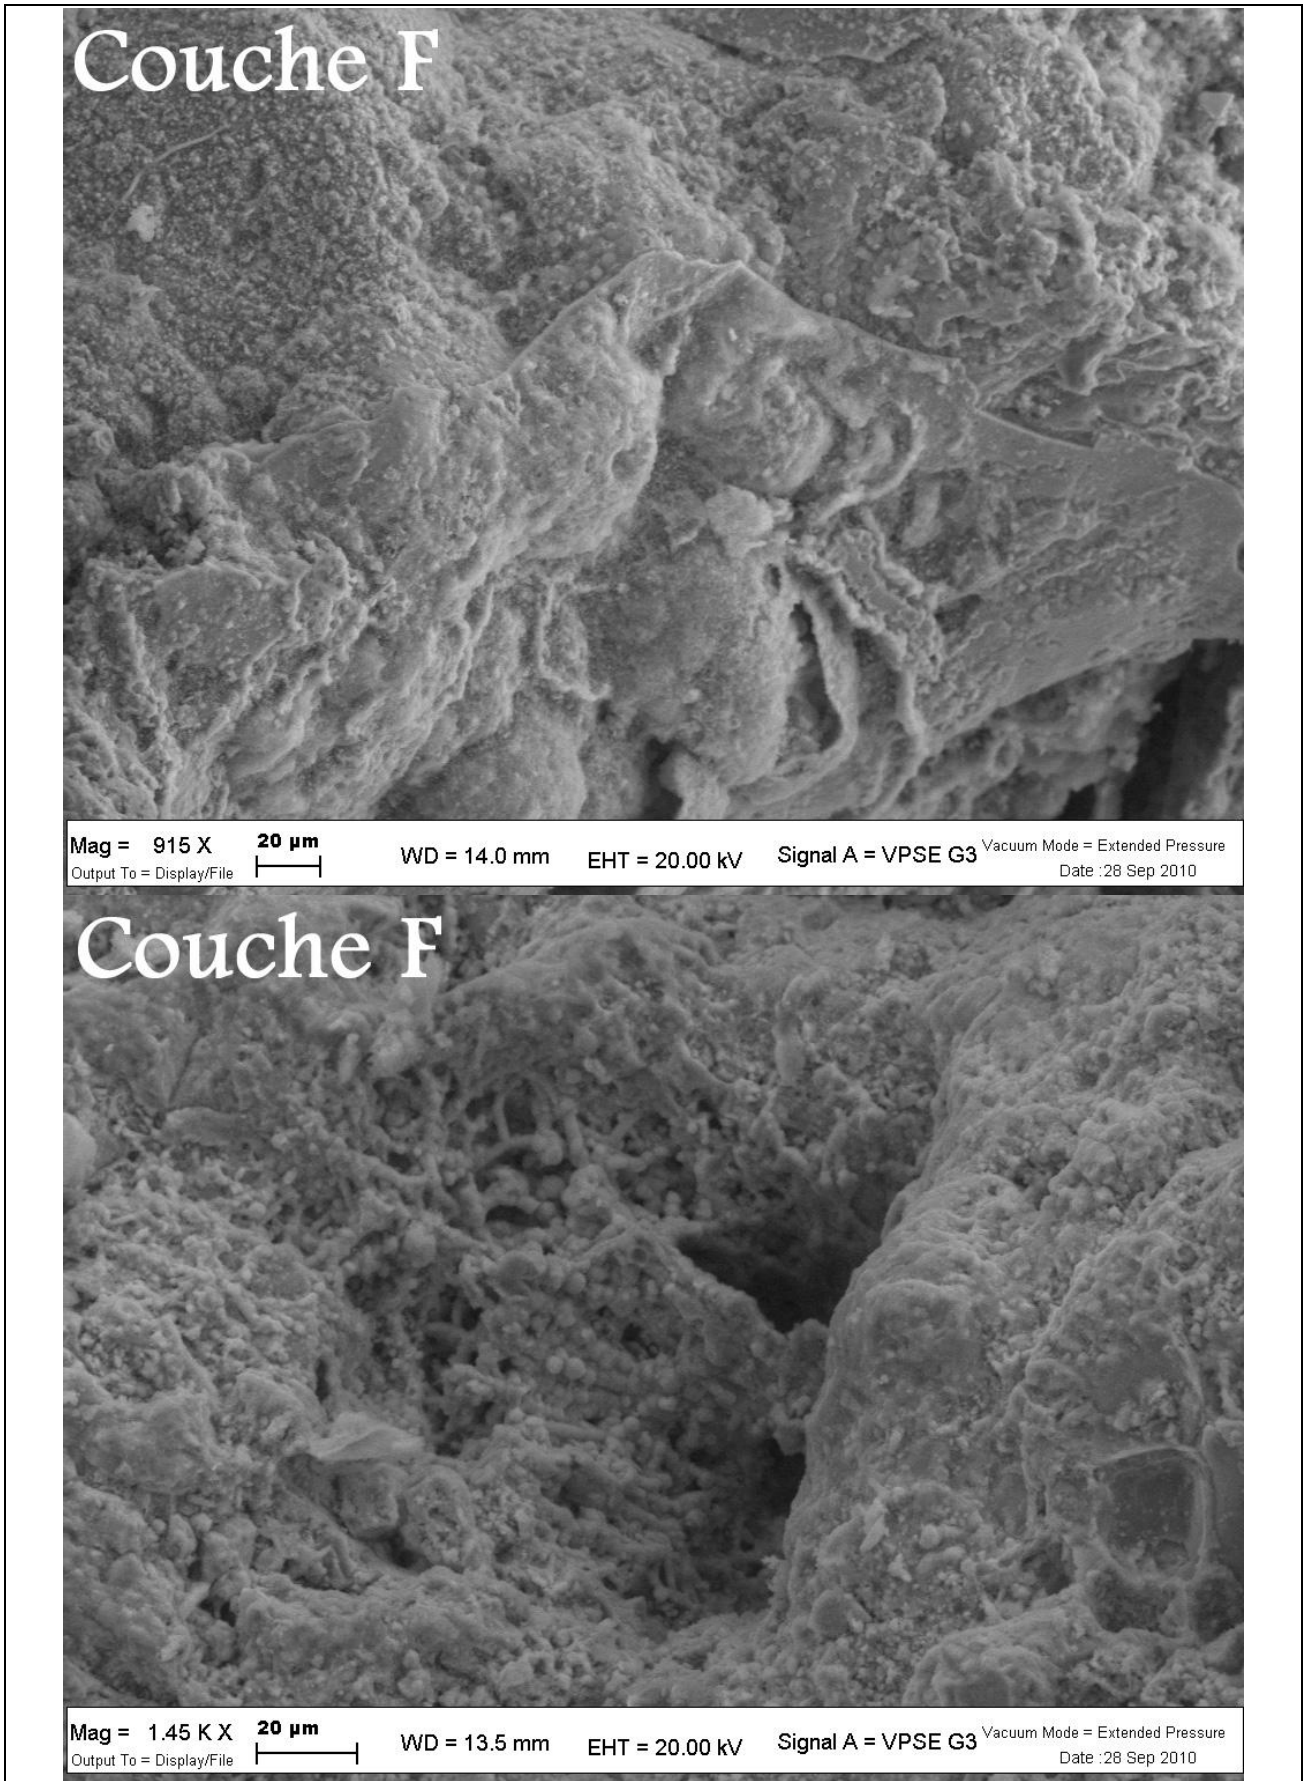 Couche F
Mag = 915 X 20 µm WD = 14.0 mm EHT = 20.00 kV Signal A = VPSE G3 Vacuum Mode = Extended Pressure
Output To = Display/File Date :28 Sep 2010
Couche F
Mag = 1.45 K X 20 µm WD = 13.5 mm EHT = 20.00 kV Signal A = VPSE G3 Vacuum Mode = Extended Pressure
Output To = Display/File Date :28 Sep 2010